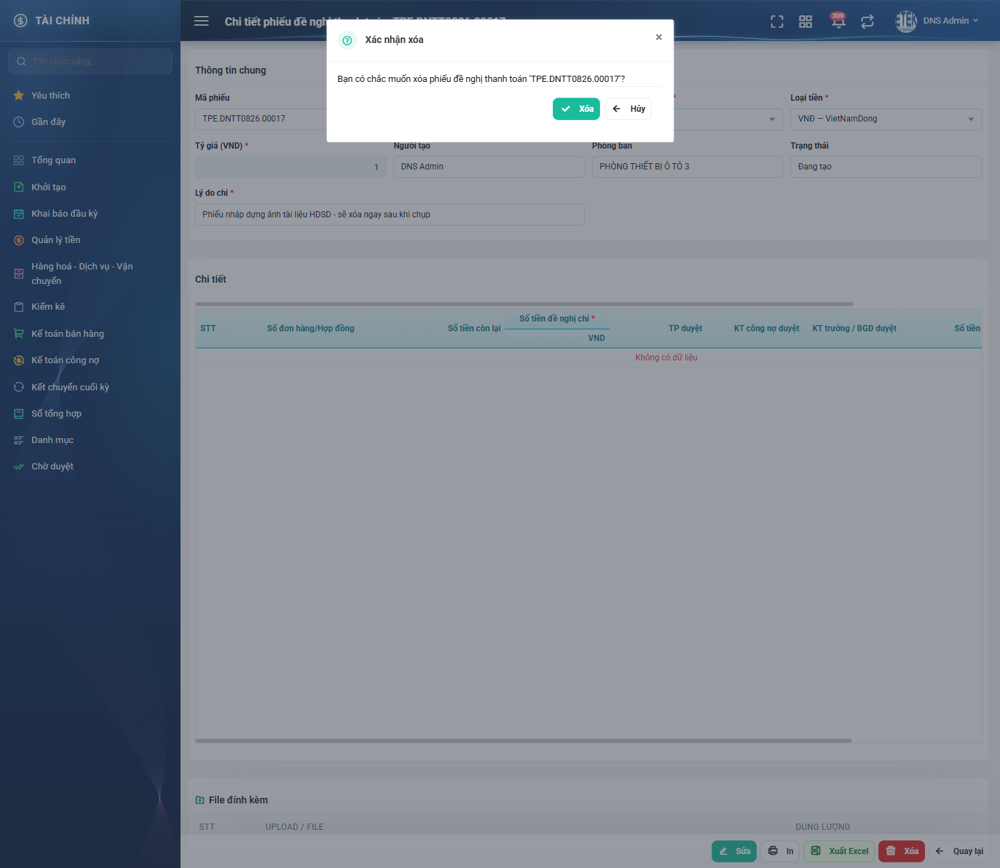 TÀI CHÍNH
Tìm chức năng...
Yêu thích
Gần đây
Tổng quan
Khởi tạo
Khai báo đầu kỳ
Quản lý tiền
Hàng hoá - Dịch vụ - Vận
chuyển
Kiểm kê
Kế toán bán hàng
Kế toán công nợ
Kết chuyển cuối kỳ
Sổ tổng hợp
Danh mục
Chờ duyệt
Chi tiết phiếu đề nghị thanh toán - TPE.DNTT0826.00017
309
DNS Admin
Xác nhận xóa
×
Bạn có chắc muốn xóa phiếu đề nghị thanh toán 'TPE.DNTT0826.00017'?
Xóa
Hủy
Thông tin chung
Mã phiếu
*
Loại tiền *
TPE.DNTT0826.00017
VNĐ — VietNamDong
Tỷ giá (VND) *
Người tạo
Phòng ban
Trạng thái
1
DNS Admin
PHÒNG THIẾT BỊ Ô TÔ 3
Đang tạo
Lý do chi *
Phiếu nháp dựng ảnh tài liệu HDSD - sẽ xóa ngay sau khi chụp
Chi tiết
STT
Số đơn hàng/Hợp đồng
Số tiền còn lại
Số tiền đề nghị chi *
VND
TP duyệt
KT công nợ duyệt
KT trưởng / BGĐ duyệt
Số tiền
Không có dữ liệu
File đính kèm
STT
UPLOAD / FILE
DUNG LƯỢNG
Sửa
In
Xuất Excel
Xóa
Quay lại